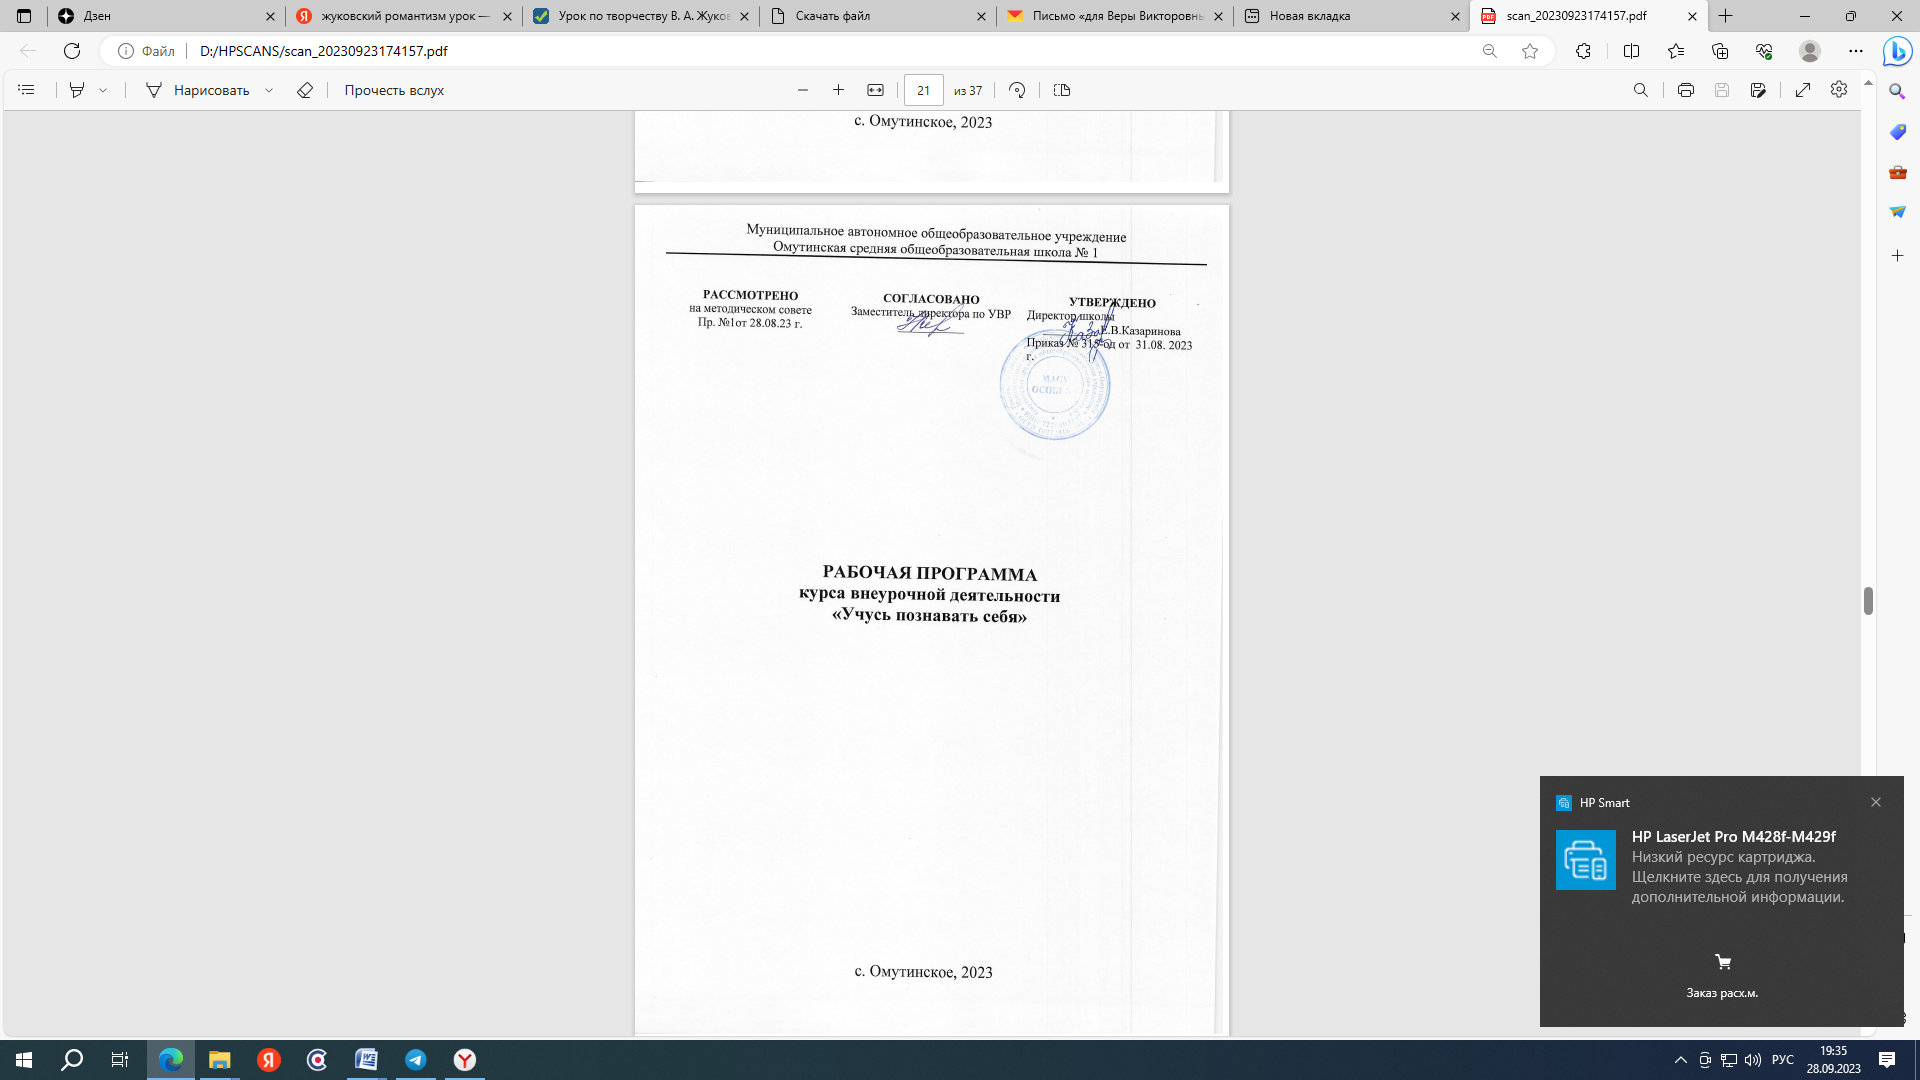 Дзен
жуковский романтизм урок —
Урок по творчеству В. А. Жуков
Скачать файл
Письмо «для Веры Викторовны
Новая вкладка
scan_20230923174157.pdf
Файл
D:/HPSCANS/scan_20230923174157.pdf
Нарисовать
Прочесть вслух
21
из 37
с. Омутинское, 2023
Муниципальное автономное общеобразовательное учреждение
Омутинская средняя общеобразовательная школа № 1
РАССМОТРЕНО
на методическом совете
Пр. №1от 28.08.23 г.
СОГЛАСОВАНО
Заместитель директора по УВР
УТВЕРЖДЕНО
Директор школы
Е.В.Казаринова
Приказ № 315-од от 31.08. 2023
г.
МАОУ
РАБОЧАЯ ПРОГРАММА
курса внеурочной деятельности
«Учусь познавать себя»
с. Омутинское, 2023
HP Smart
HP LaserJet Pro M428f-M429f
Низкий ресурс картриджа.
Щелкните здесь для получения
дополнительной информации.
Заказ расх.м.
РУС
19:35
28.09.2023